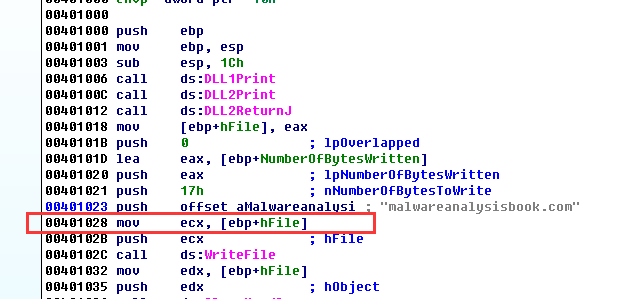 00401000
00401000 push ebp
00401001 mov ebp, esp
00401003 sub esp, 1Ch
00401006 call ds:DLL1Print
0040100C call ds:DLL2Print
00401012 call ds:DLL2ReturnJ
00401018 mov [ebp+hFile], eax
0040101B push 0 ; lpOverlapped
0040101D lea eax, [ebp+NumberOfBytesWritten]
00401020 push eax ; lpNumberOfBytesWritten
00401021 push 17h ; nNumberOfBytesToWrite
00401023 push offset aMalwareanalysi ; "malwareanalysisbook.com"
00401028 mov ecx, [ebp+hFile]
0040102B push ecx ; hFile
0040102C call ds:WriteFile
00401032 mov edx, [ebp+hFile]
00401035 push edx ; hObject